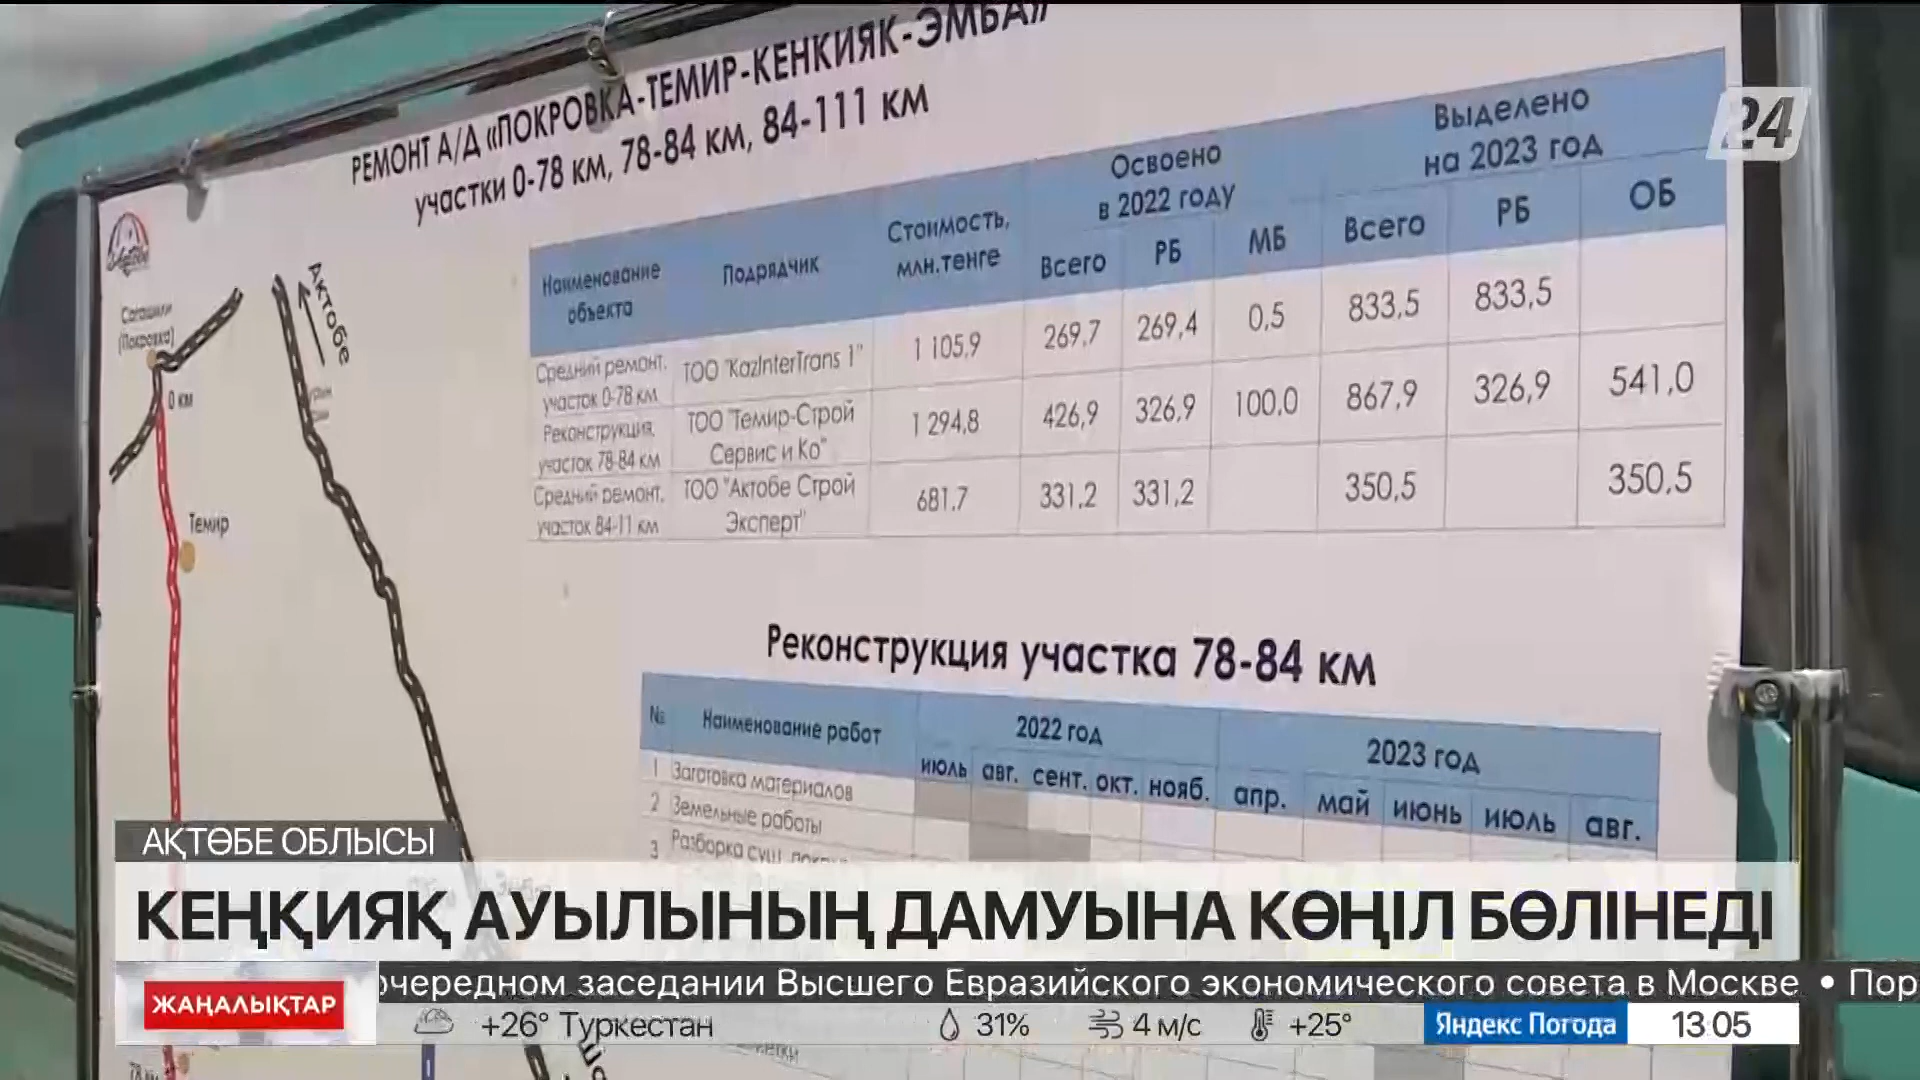 РЕМОНТ А/Д «ПОКРОВКА-ТЕМИР-КЕНКИЯК-ЭМБА»
участки 0-78 км, 78-84 км, 84-111 км
24
Актобе
Сагашили
(Покровка)
0 км
Темир
78 км
Наименование объекта
Подрядчик
Стоимость, млн.тенге
Освоено в 2022 году
Выделено на 2023 год
Всего РБ МБ Всего РБ ОБ
Средний ремонт, участок 0-78 км ТОО "KazInterTrans 1" 1 105,9 269,7 269,4 0,5 833,5 833,5
Реконструкция, участок 78-84 км ТОО "Темир-Строй Сервис и Ко" 1 294,8 426,9 326,9 100,0 867,9 326,9 541,0
Средний ремонт, участок 84-11 км ТОО "Актобе Строй Эксперт" 681,7 331,2 331,2 350,5 350,5
Реконструкция участка 78-84 км
№ Наименование работ 2022 год 2023 год
июль авг. сент. окт. нояб. апр. май июнь июль авг.
1 Заготовка материалов
2 Земельные работы
3 Разборка сущ.
АҚТӨБЕ ОБЛЫСЫ
КЕҢҚИЯҚ АУЫЛЫНЫҢ ДАМУЫНА КӨҢІЛ БӨЛІНЕДІ
ЖАҢАЛЫҚТАР
очередном заседании Высшего Евразийского экономического совета в Москве • Пор
+26° Туркестан 31% 4 м/с +25° Яндекс Погода 13:05